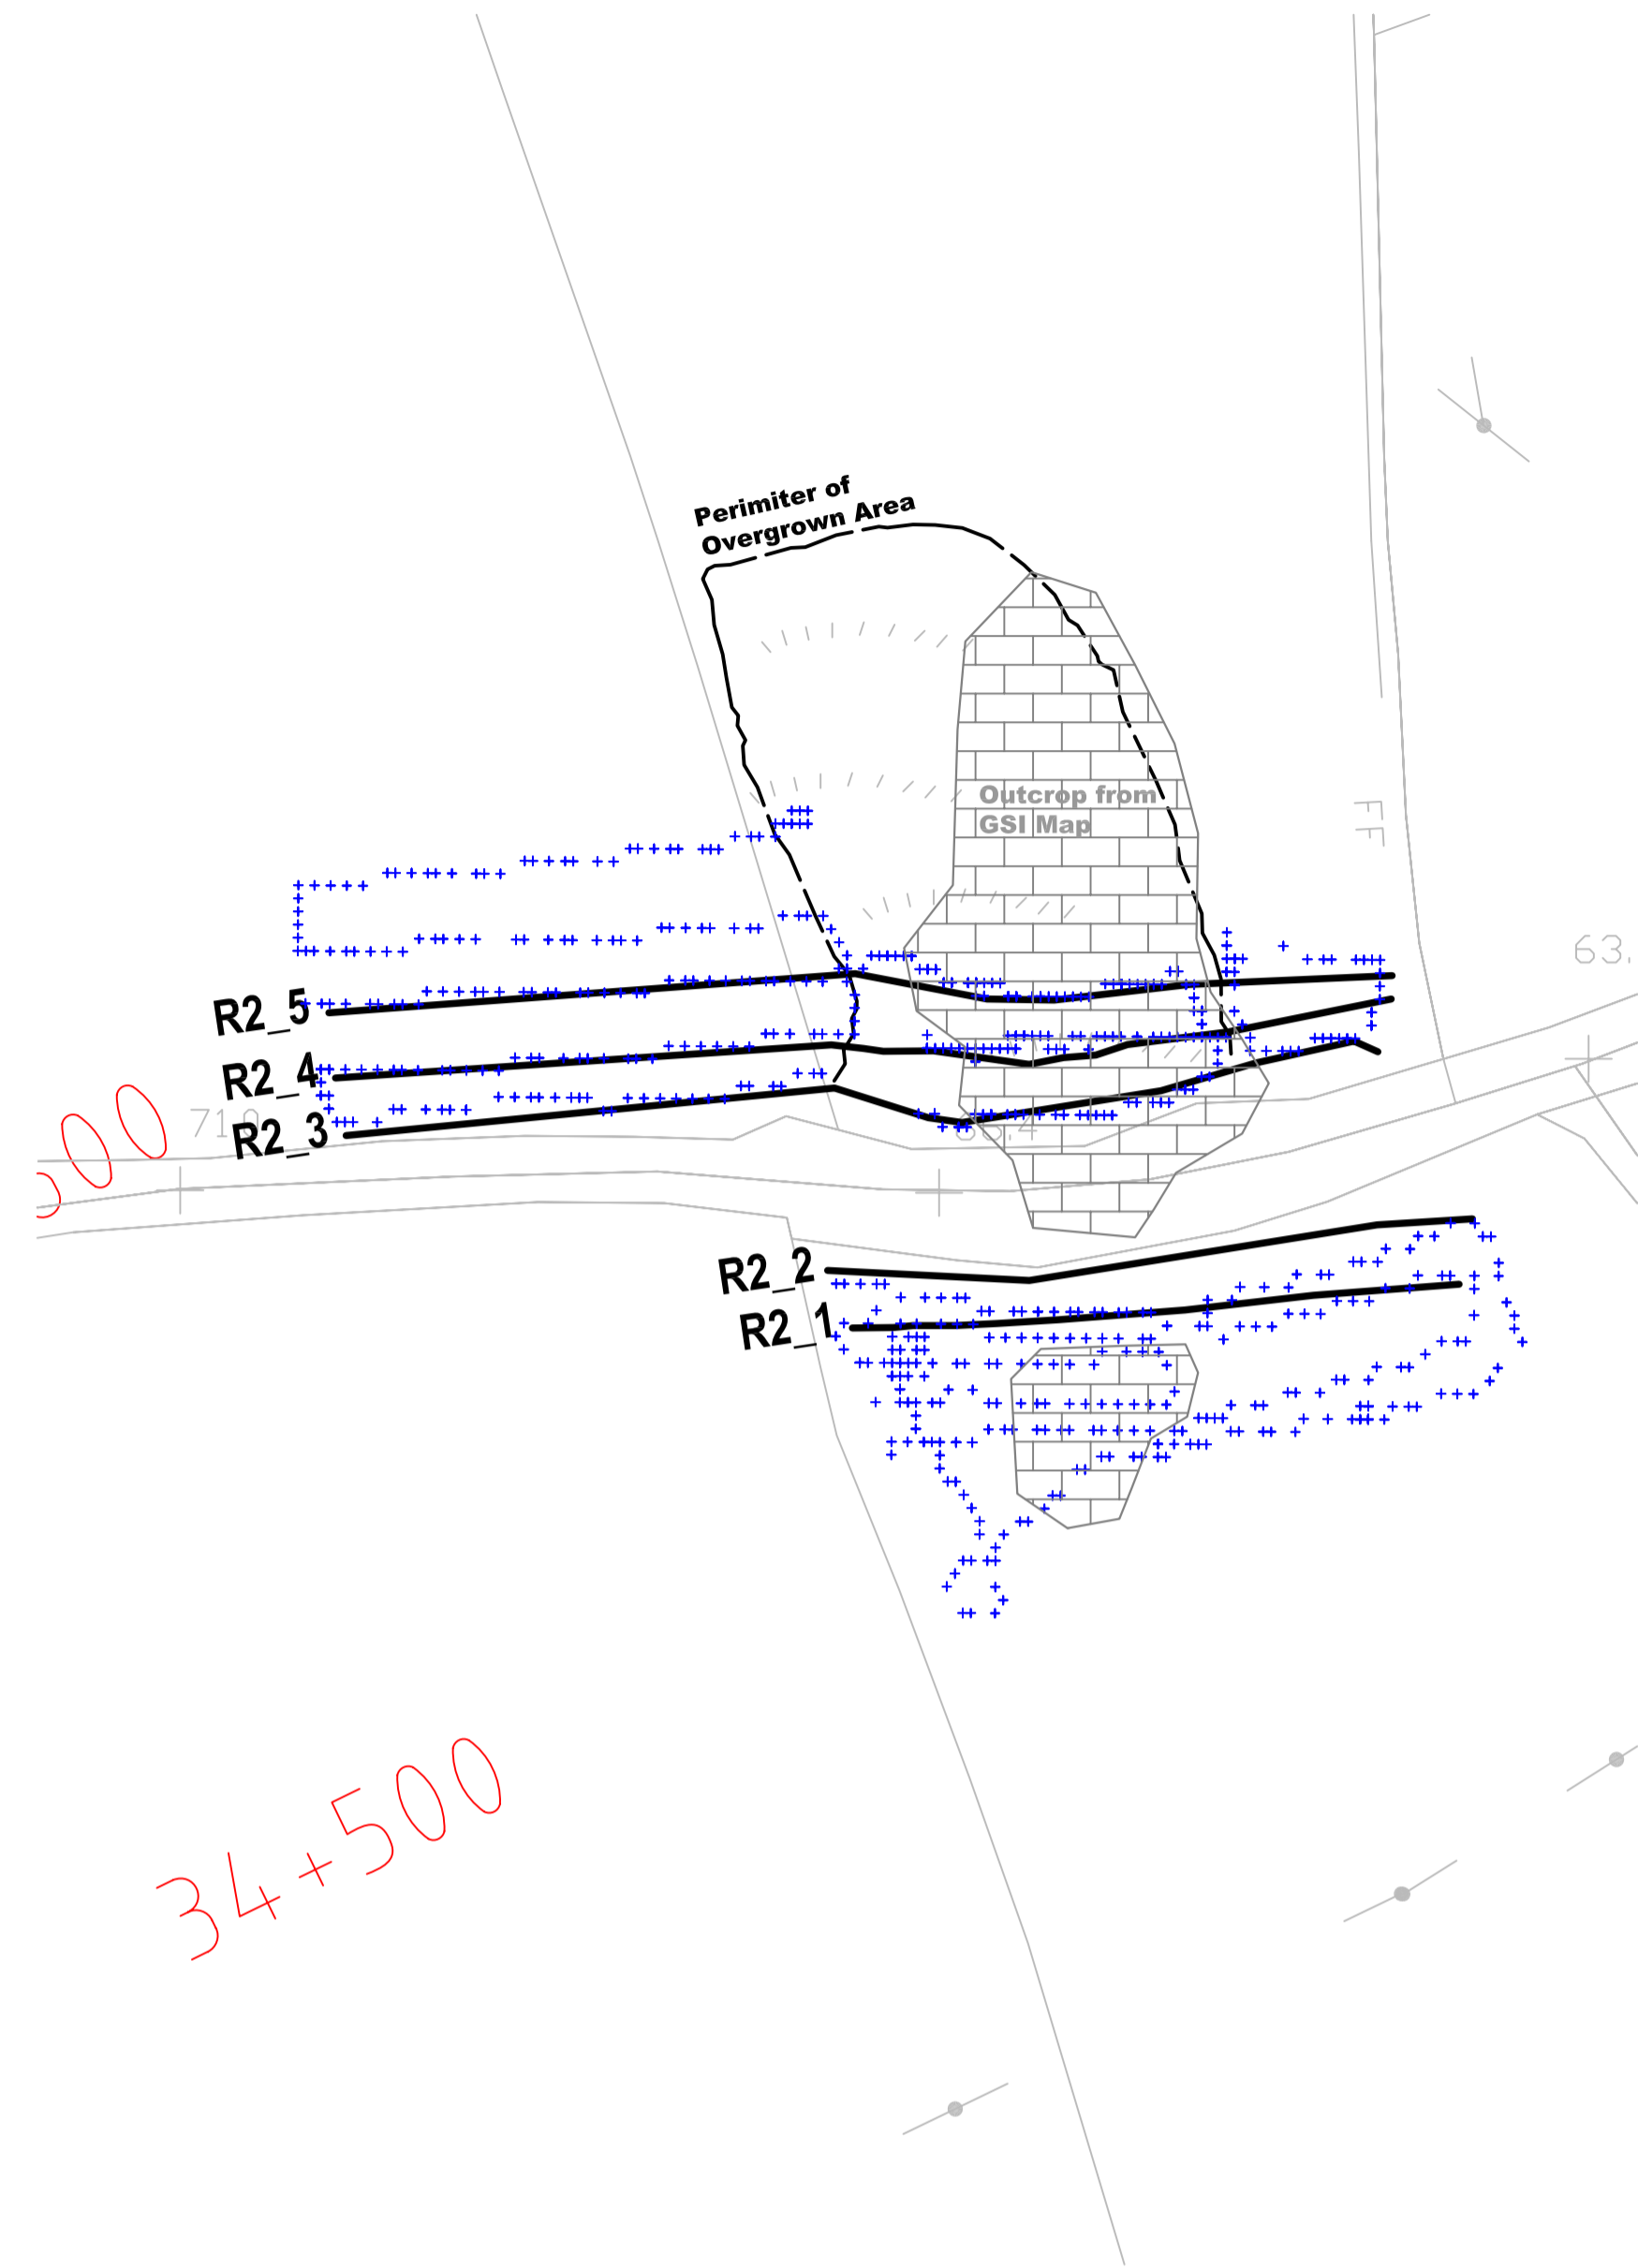 Perimiter of
Overgrown Area
Outcrop from
GSI Map
63.
R2_5
R2_4
R2_3
R2_2
R2_1
34+500